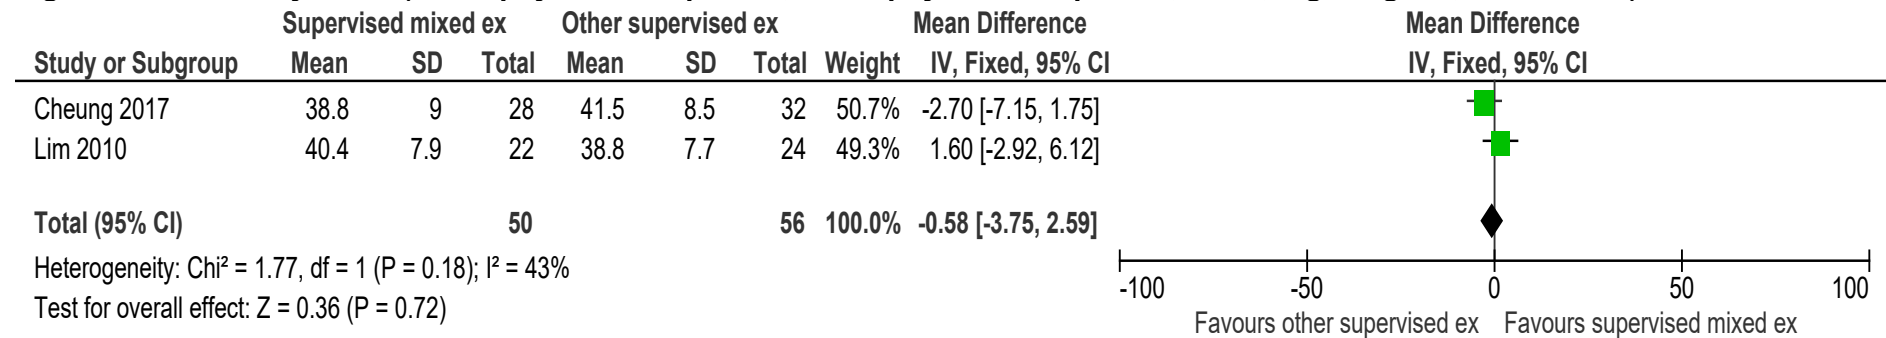 Supervised mixed ex Other supervised ex Mean Difference Mean Difference
Study or Subgroup Mean SD Total Mean SD Total Weight IV, Fixed, 95% CI IV, Fixed, 95% CI
Cheung 2017 38.8 9 28 41.5 8.5 32 50.7% -2.70 [-7.15, 1.75]
Lim 2010 40.4 7.9 22 38.8 7.7 24 49.3% 1.60 [-2.92, 6.12]
Total (95% CI) 50 56 100.0% -0.58 [-3.75, 2.59]
Heterogeneity: Chi² = 1.77, df = 1 (P = 0.18); I² = 43%
Test for overall effect: Z = 0.36 (P = 0.72)
-100 -50 0 50 100
Favours other supervised ex Favours supervised mixed ex